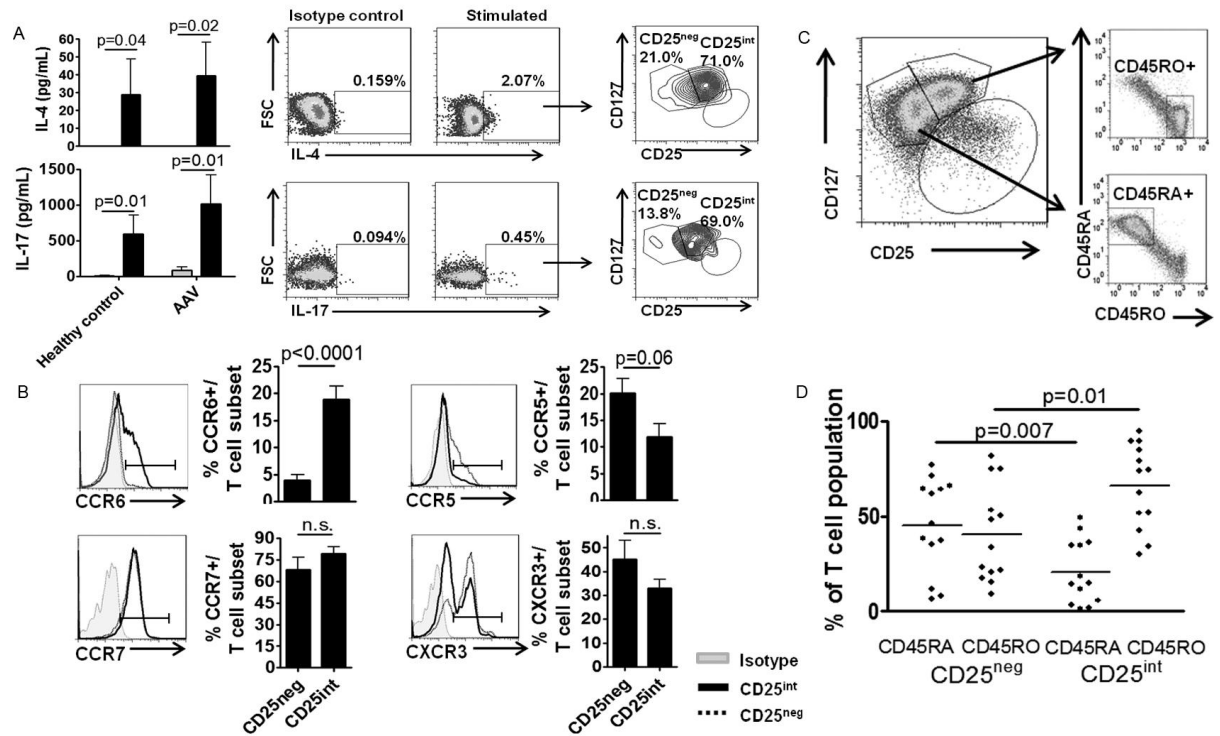 A
IL-4 (pg/mL)
60
50
40
30
20
10
0
p=0.04
p=0.02
IL-17 (pg/mL)
1500
1000
500
0
p=0.01
p=0.01
Healthy control
AAV
Isotype control
Stimulated
FSC
0.159%
2.07%
IL-4
CD25neg CD25int
21.0% 71.0%
CD127
CD25
FSC
0.094%
0.45%
IL-17
CD25neg CD25int
13.8% 69.0%
CD127
CD25
C
CD127
CD25
CD45RA
CD45RO+
CD45RA+
CD45RO
B
CCR6
% CCR6+/
T cell subset
p<0.0001
25
20
15
10
5
0
CCR5
% CCR5+/
T cell subset
p=0.06
25
20
15
10
5
0
CCR7
% CCR7+/
T cell subset
n.s.
90
75
60
45
30
15
0
CD25neg
CD25int
CXCR3
% CXCR3+/
T cell subset
n.s.
50
40
30
20
10
0
CD25neg
CD25int
Isotype
CD25int
CD25neg
D
% of T cell population
100
50
0
p=0.01
p=0.007
CD45RA CD45RO CD45RA CD45RO
CD25neg CD25int